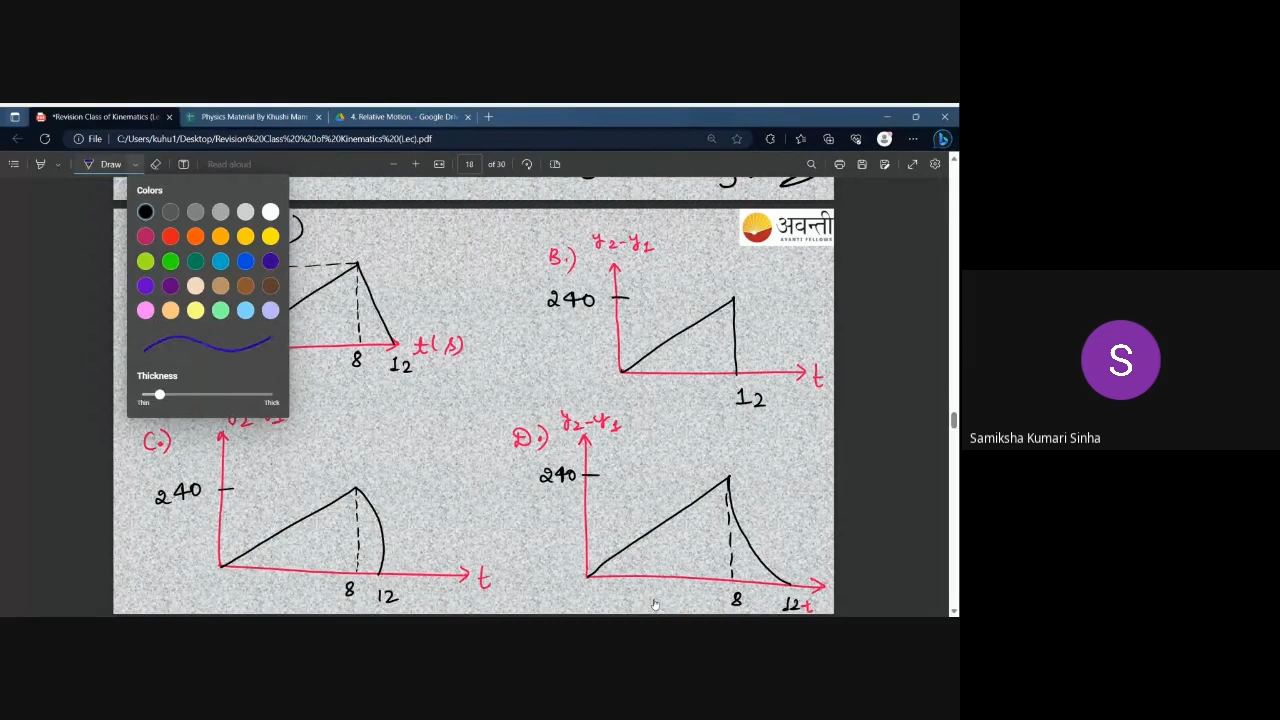 *Revision Class of Kinematics (Le
Physics Material By Khushi Mam
4. Relative Motion. - Google Dri
File
C:/Users/kuhu1/Desktop/Revision%20Class%20%20of%20Kinematics%20(Lec).pdf
Draw
Read aloud
18 of 30
Colors
Thickness
Thin
Thick
अवन्ती
AVANTI FELLOWS
8
12
t(s)
B.)
y2-y1
240
12
t
C.)
240
8
12
t
D.)
y2-y1
240
8
12
t
S
Samiksha Kumari Sinha